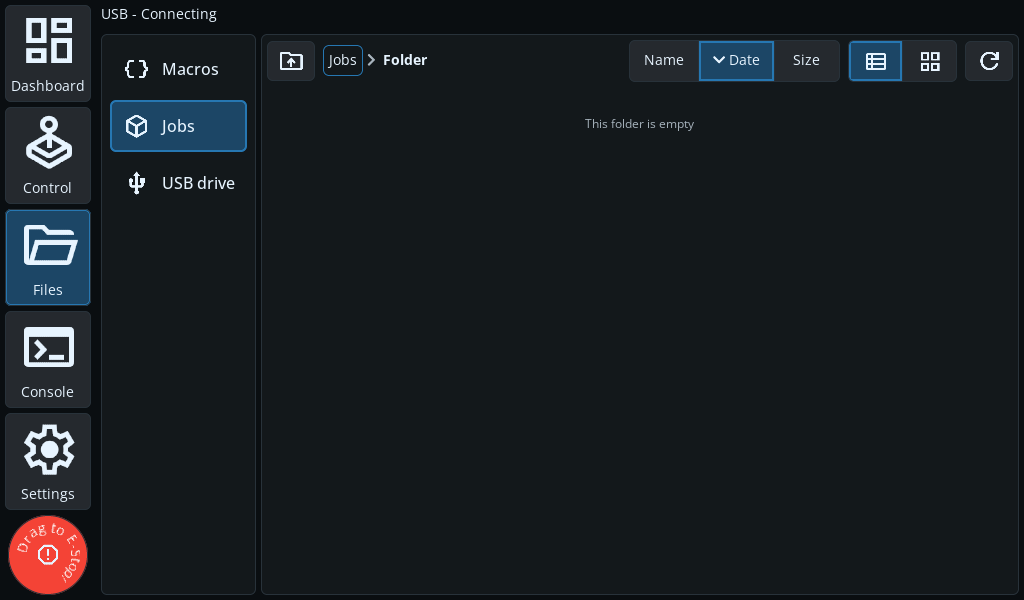 USB - Connecting
Dashboard
Control
Files
Console
Settings
Drag to E-Stop!
Macros
Jobs
USB drive
Jobs
Folder
Name
Date
Size
This folder is empty